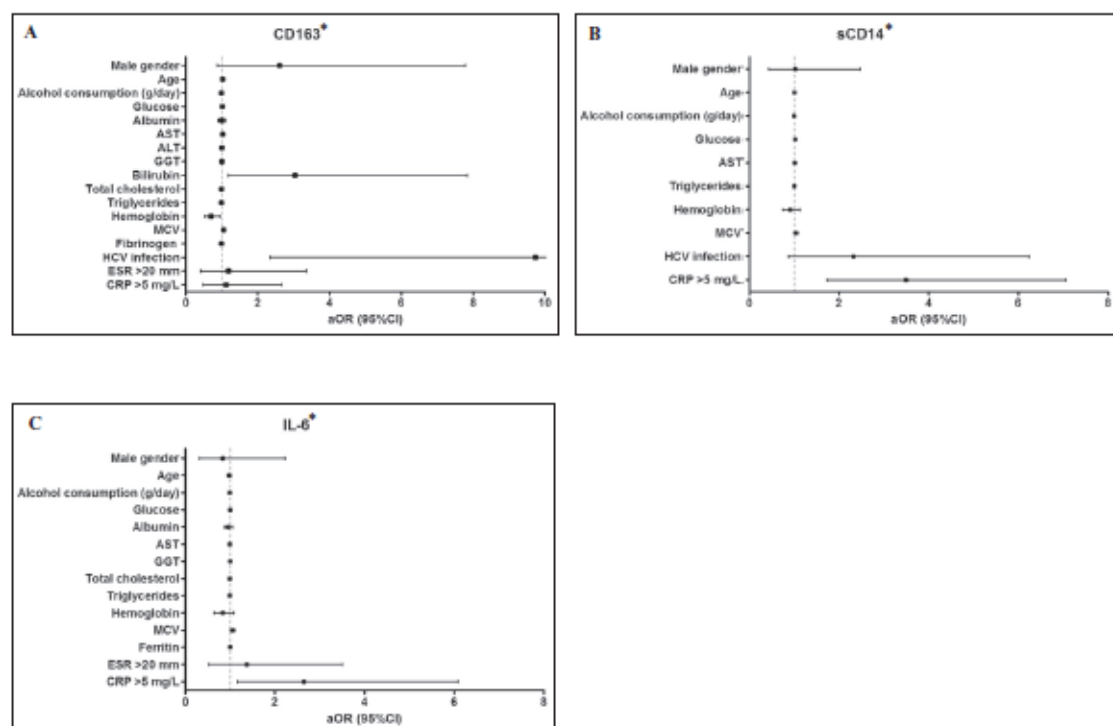 A
CD163*
Male gender
Age
Alcohol consumption (g/day)
Glucose
Albumin
AST
ALT
GGT
Bilirubin
Total cholesterol
Triglycerides
Hemoglobin
MCV
Fibrinogen
HCV infection
ESR >20 mm
CRP >5 mg/L
0 2 4 6 8 10
aOR (95%CI)
B
sCD14*
Male gender
Age
Alcohol consumption (g/day)
Glucose
AST
Triglycerides
Hemoglobin
MCV
HCV infection
CRP >5 mg/L
0 2 4 6 8
aOR (95%CI)
C
IL-6*
Male gender
Age
Alcohol consumption (g/day)
Glucose
Albumin
AST
GGT
Total cholesterol
Triglycerides
Hemoglobin
MCV
Ferritin
ESR >20 mm
CRP >5 mg/L
0 2 4 6 8
aOR (95%CI)